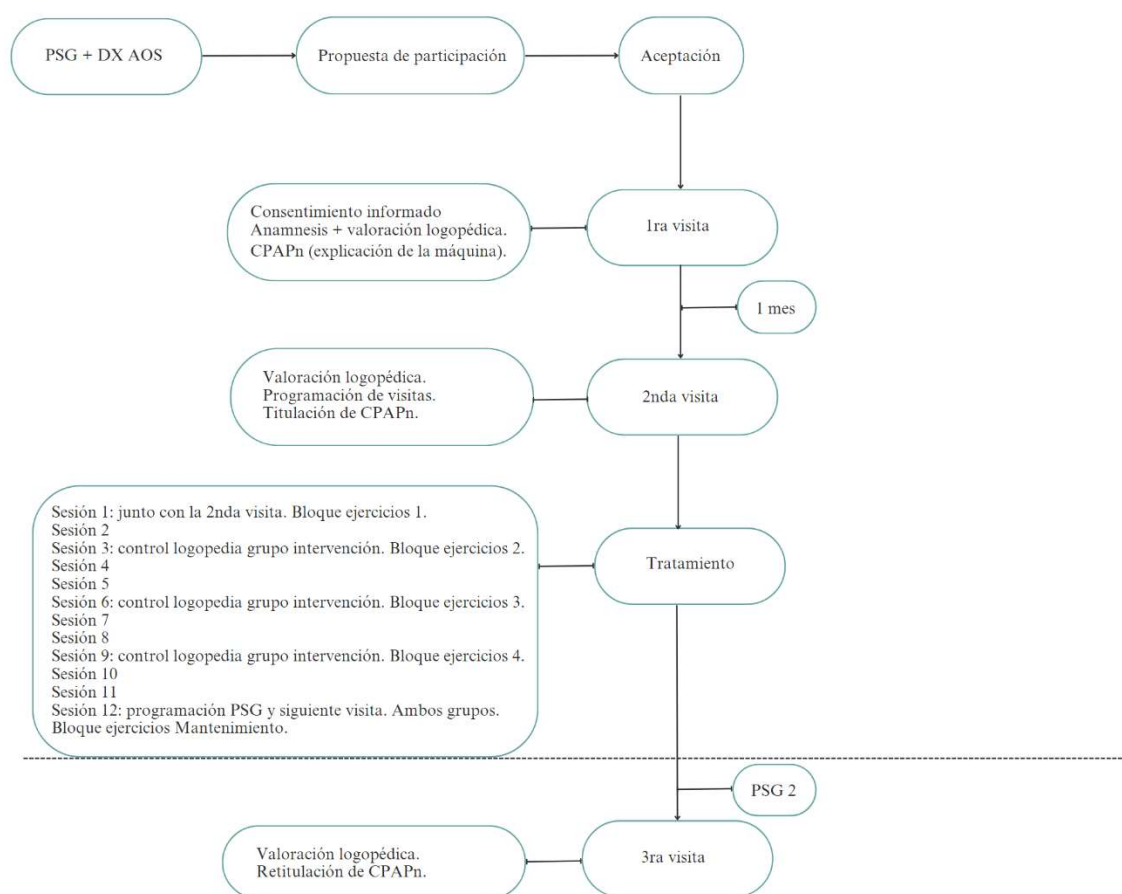 PSG + DX AOS
Propuesta de participación
Aceptación
Consentimiento informado
Anamnesis + valoración logopédica.
CPAPn (explicación de la máquina).
1ra visita
1 mes
Valoración logopédica.
Programación de visitas.
Titulación de CPAPn.
2nda visita
Sesión 1: junto con la 2nda visita. Bloque ejercicios 1.
Sesión 2
Sesión 3: control logopedia grupo intervención. Bloque ejercicios 2.
Sesión 4
Sesión 5
Sesión 6: control logopedia grupo intervención. Bloque ejercicios 3.
Sesión 7
Sesión 8
Sesión 9: control logopedia grupo intervención. Bloque ejercicios 4.
Sesión 10
Sesión 11
Sesión 12: programación PSG y siguiente visita. Ambos grupos.
Bloque ejercicios Mantenimiento.
Tratamiento
PSG 2
Valoración logopédica.
Retitulación de CPAPn.
3ra visita